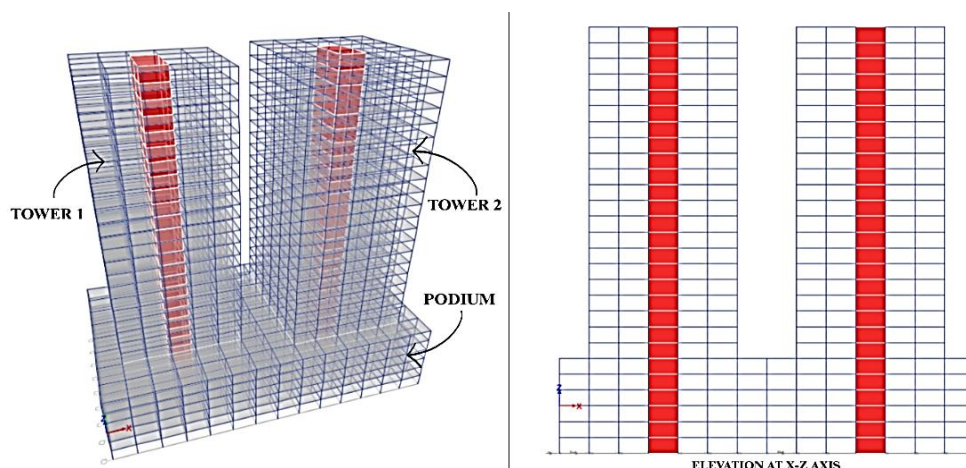 TOWER 1
TOWER 2
PODIUM
Z
X
Z
X
ELEVATION AT X-Z AXIS